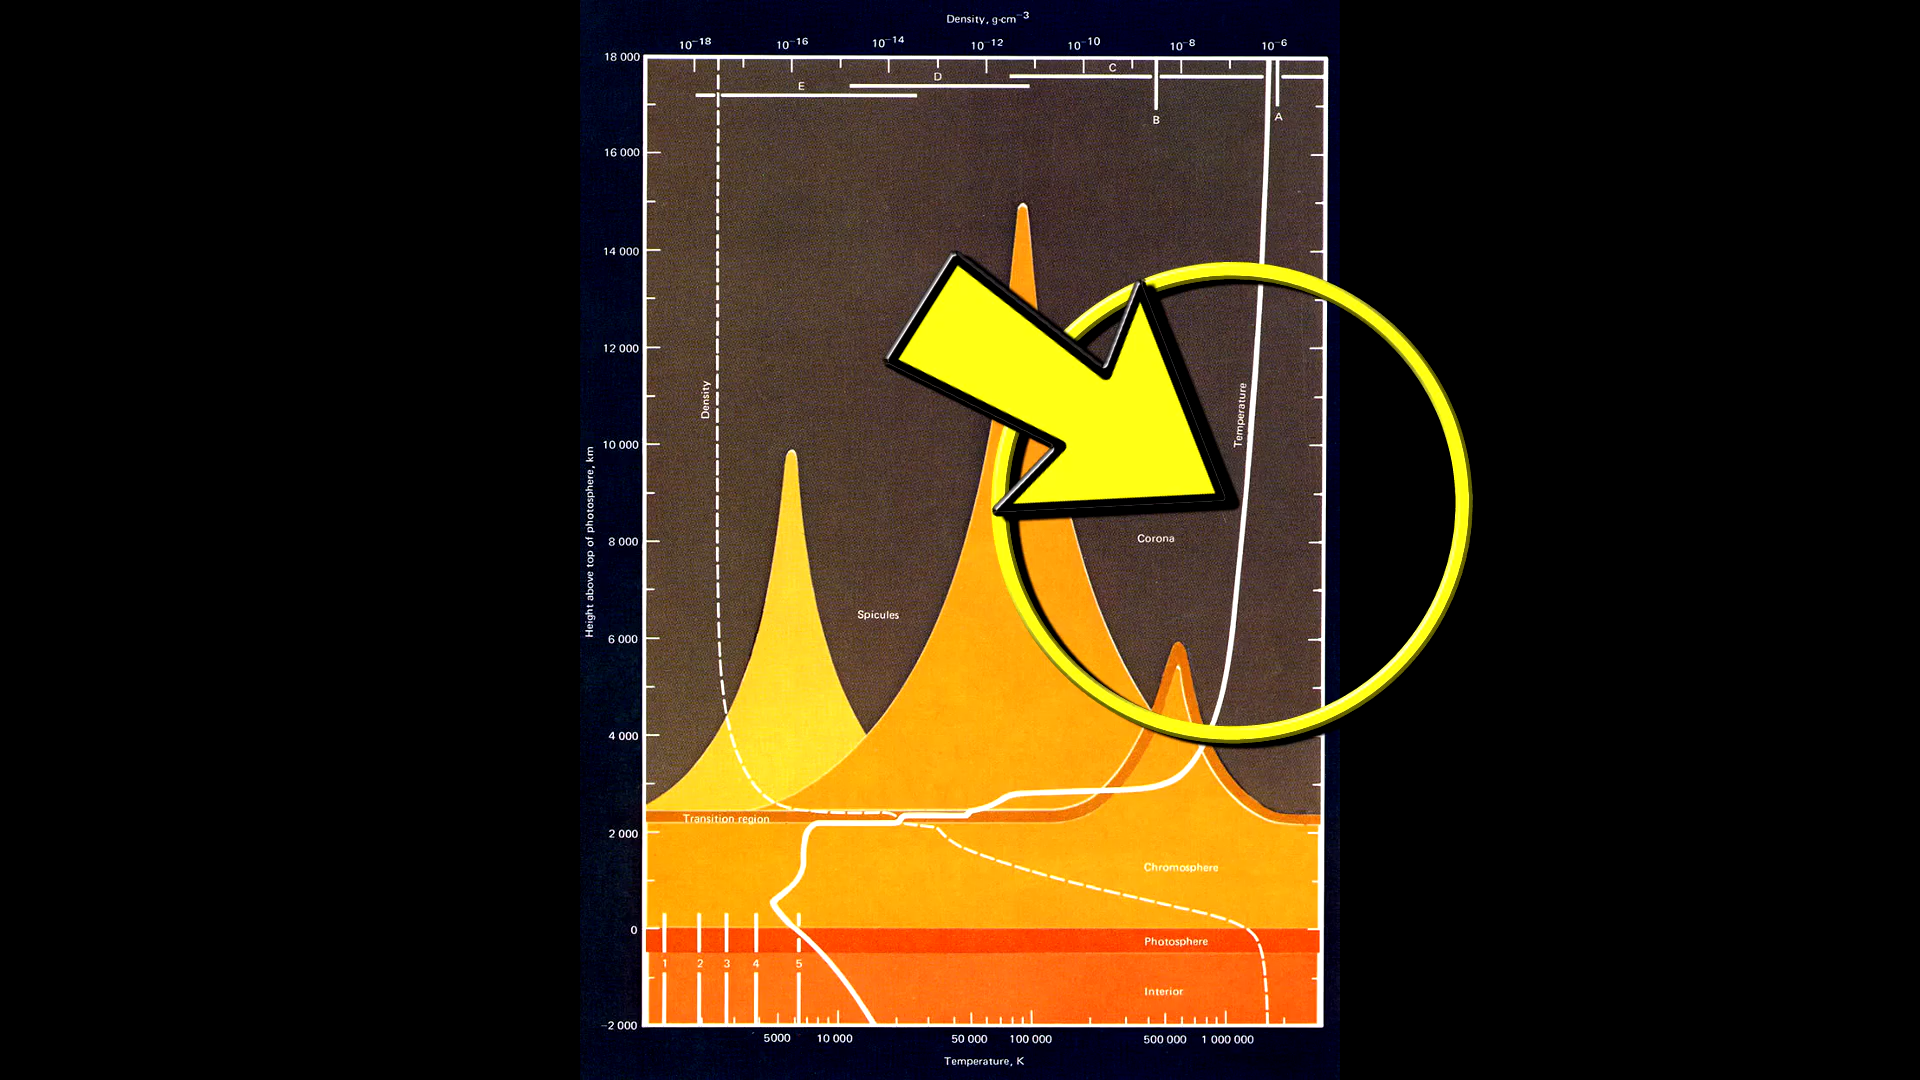 Density, g·cm⁻³
10⁻¹⁸ 10⁻¹⁶ 10⁻¹⁴ 10⁻¹² 10⁻¹⁰ 10⁻⁸ 10⁻⁶
18 000
C
D
E
B
A
16 000
14 000
12 000
Density
Temperature
10 000
Height above top of photosphere, km
8 000
Corona
Spicules
6 000
4 000
Transition region
2 000
Chromosphere
0
Photosphere
1 2 3 4 5
Interior
-2 000
5000 10 000 50 000 100 000 500 000 1 000 000
Temperature, K